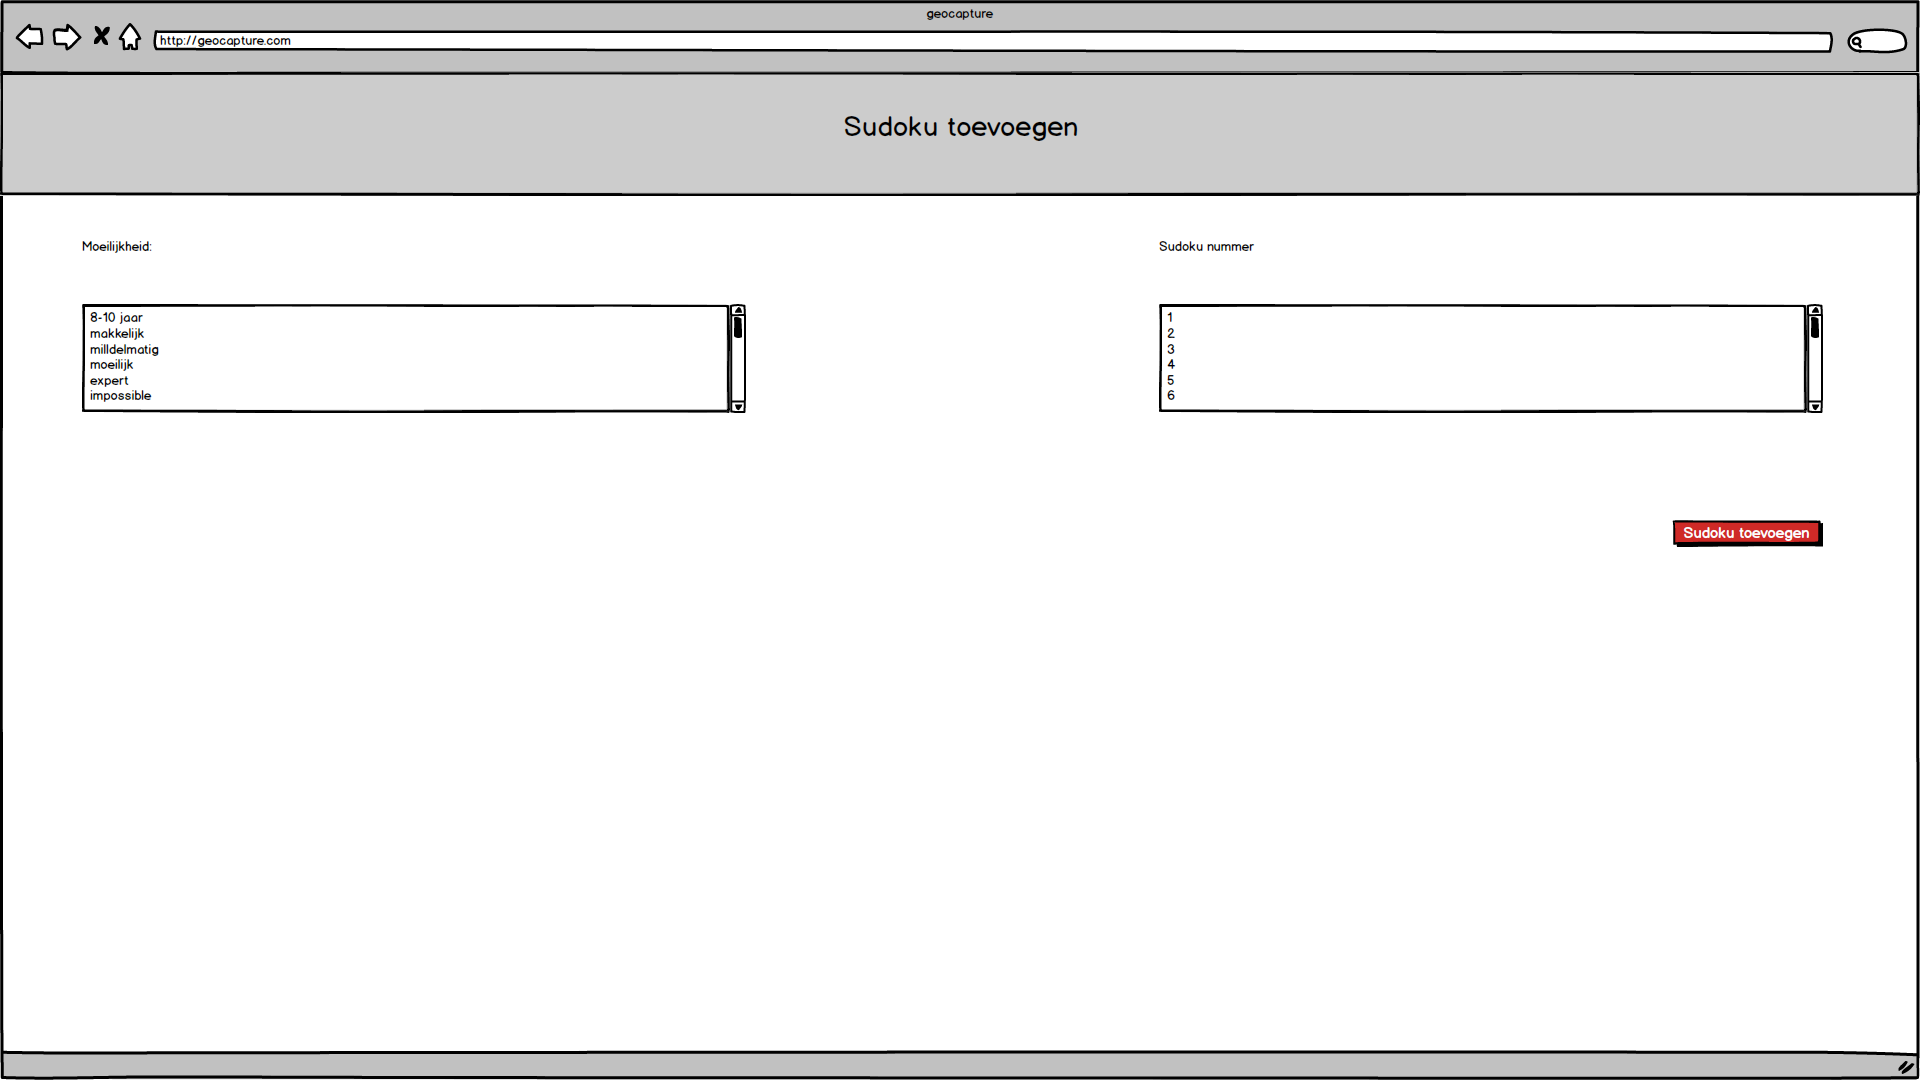 geocapture
http://geocapture.com
Sudoku toevoegen
Moeilijkheid:
8-10 jaar
makkelijk
milldelmatig
moeilijk
expert
impossible
Sudoku nummer
1
2
3
4
5
6
Sudoku toevoegen